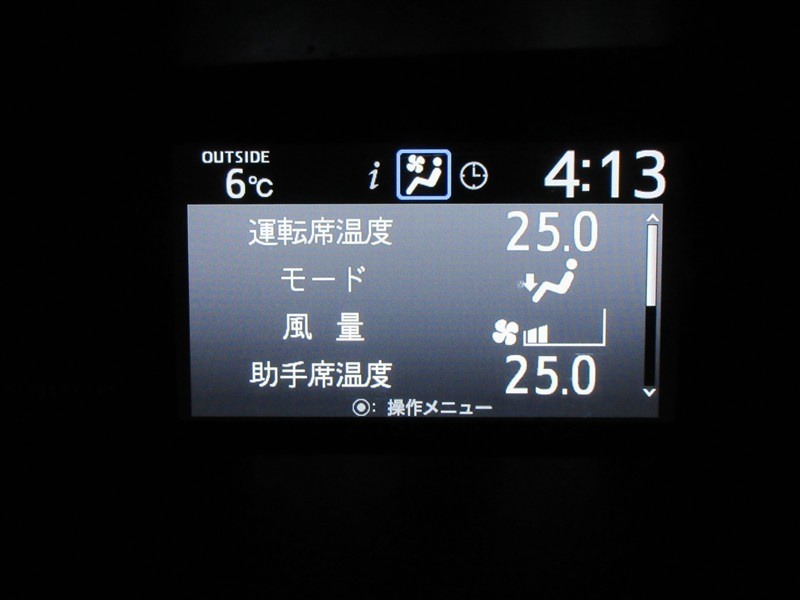 OUTSIDE
6℃ i 4:13
運転席温度 25.0
モード
風量
助手席温度 25.0
: 操作メニュー